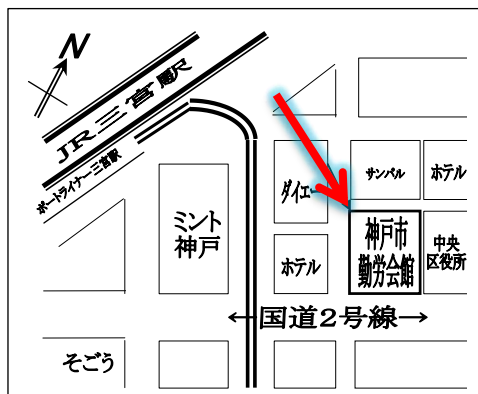 N
JR三宮駅
ポートライナー三宮駅
ミント
神戸
ダイエー
サンパル
ホテル
ホテル
神戸市
勤労会館
中央
区役所
←国道2号線→
そごう